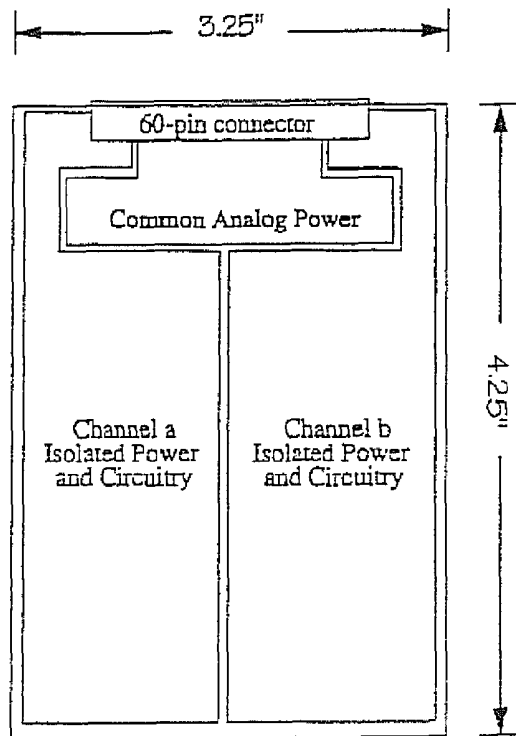 3.25"
60-pin connector
Common Analog Power
4.25"
Channel a
Isolated Power
and Circuitry
Channel b
Isolated Power
and Circuitry